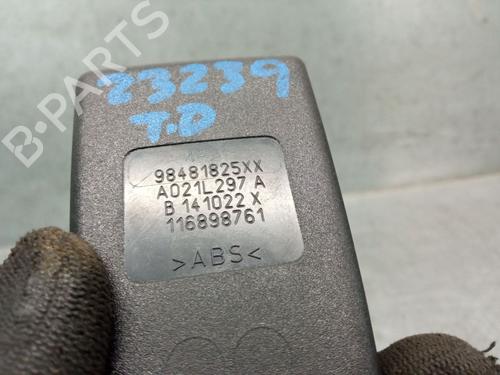 B-PARTS
23239
T.D
98481825XX
A021L297 A
B 141022 X
116898761
>ABS<